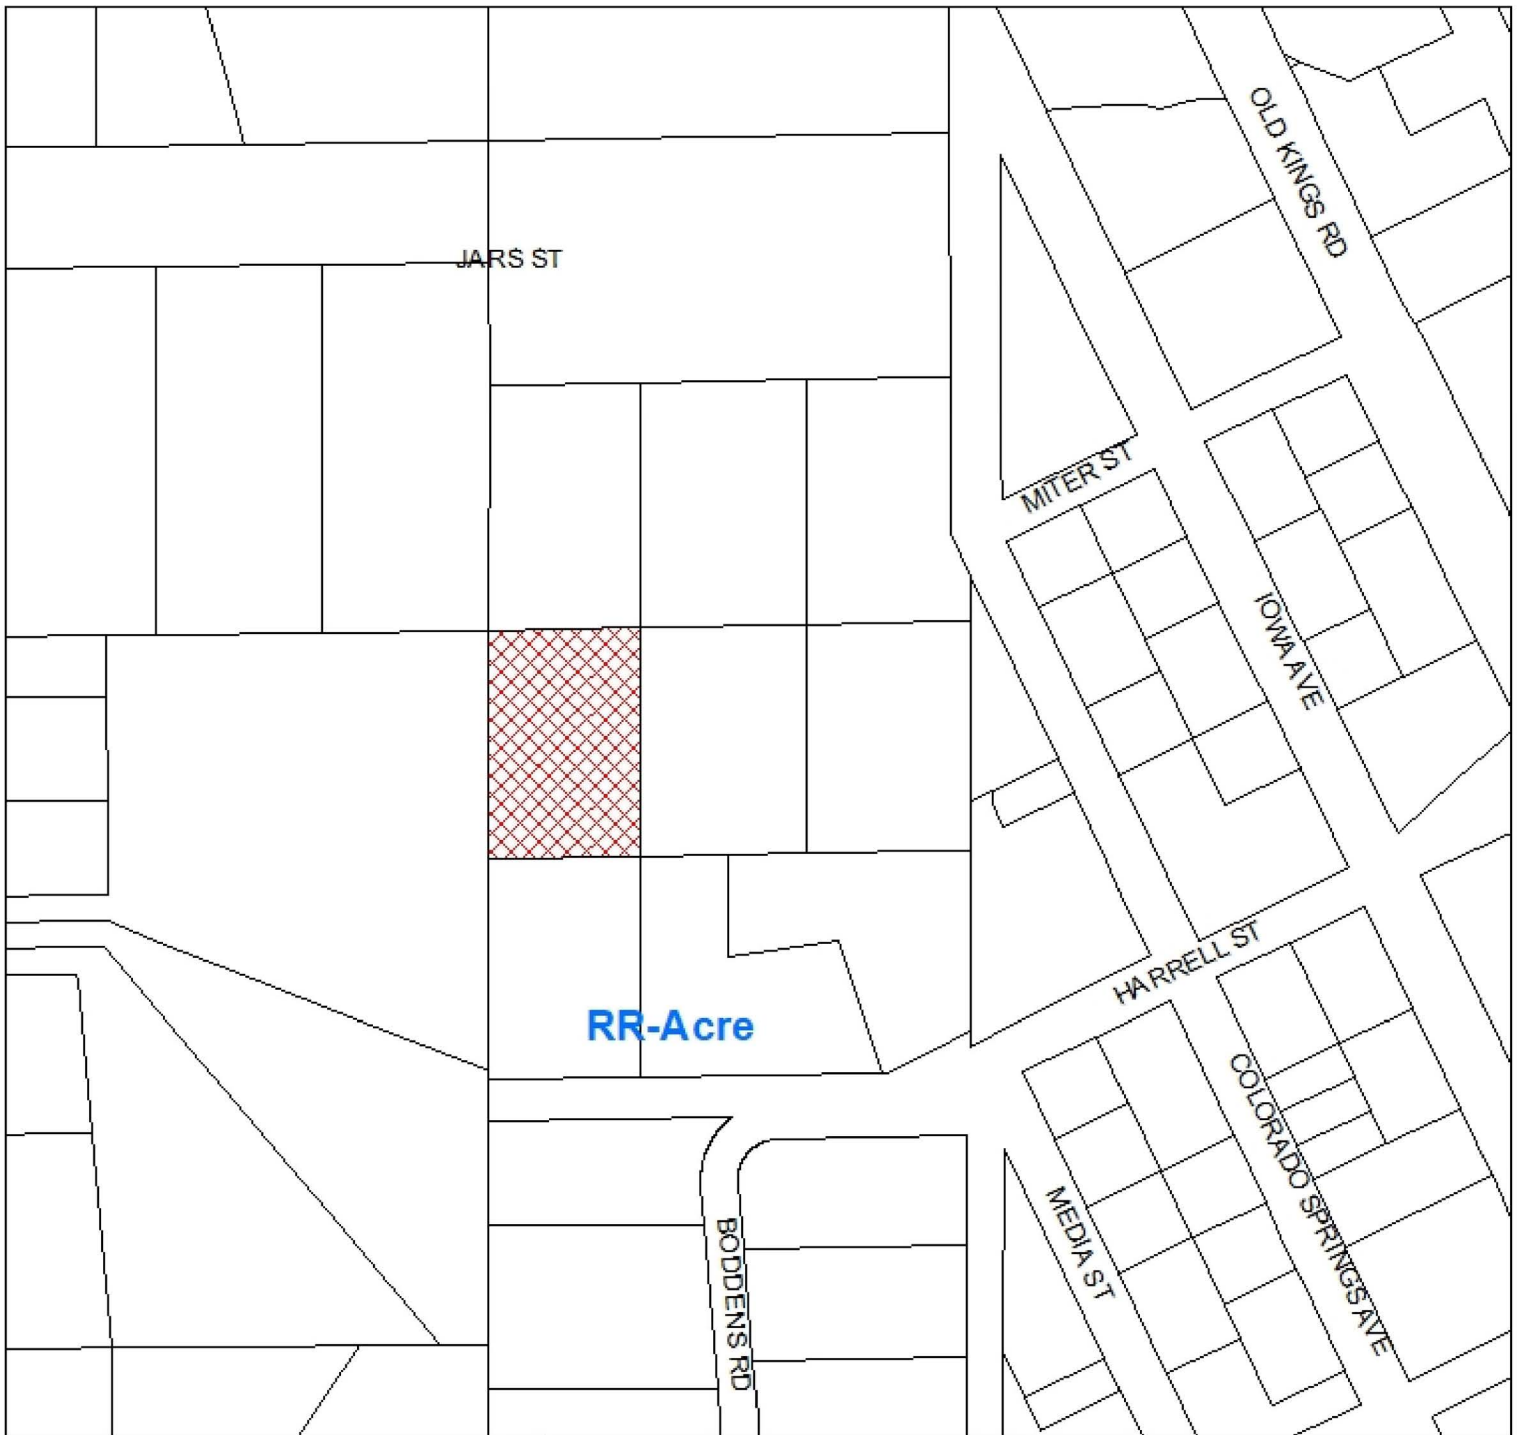 OLD KINGS RD
JARS ST
MITER ST
IOWA AVE
HARRELL ST
RR-Acre
COLORADO SPRINGS AVE
MEDIA ST
BODDENS RD